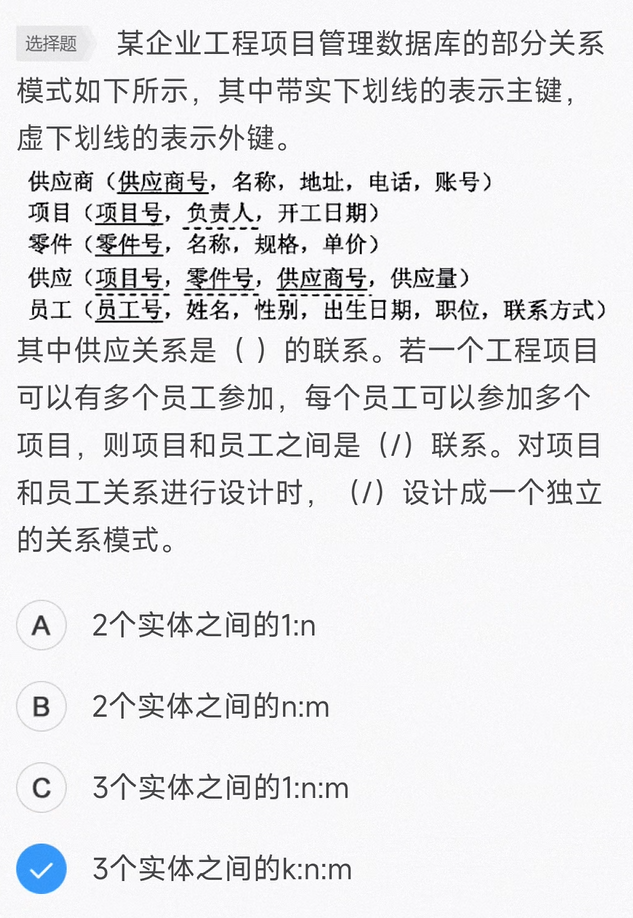 选择题 某企业工程项目管理数据库的部分关系
模式如下所示，其中带实下划线的表示主键，
虚下划线的表示外键。
供应商（供应商号，名称，地址，电话，账号）
项目（项目号，负责人，开工日期）
零件（零件号，名称，规格，单价）
供应（项目号，零件号，供应商号，供应量）
员工（员工号，姓名，性别，出生日期，职位，联系方式）
其中供应关系是（ ）的联系。若一个工程项目
可以有多个员工参加，每个员工可以参加多个
项目，则项目和员工之间是（/）联系。对项目
和员工关系进行设计时，（/）设计成一个独立
的关系模式。
A 2个实体之间的1:n
B 2个实体之间的n:m
C 3个实体之间的1:n:m
3个实体之间的k:n:m